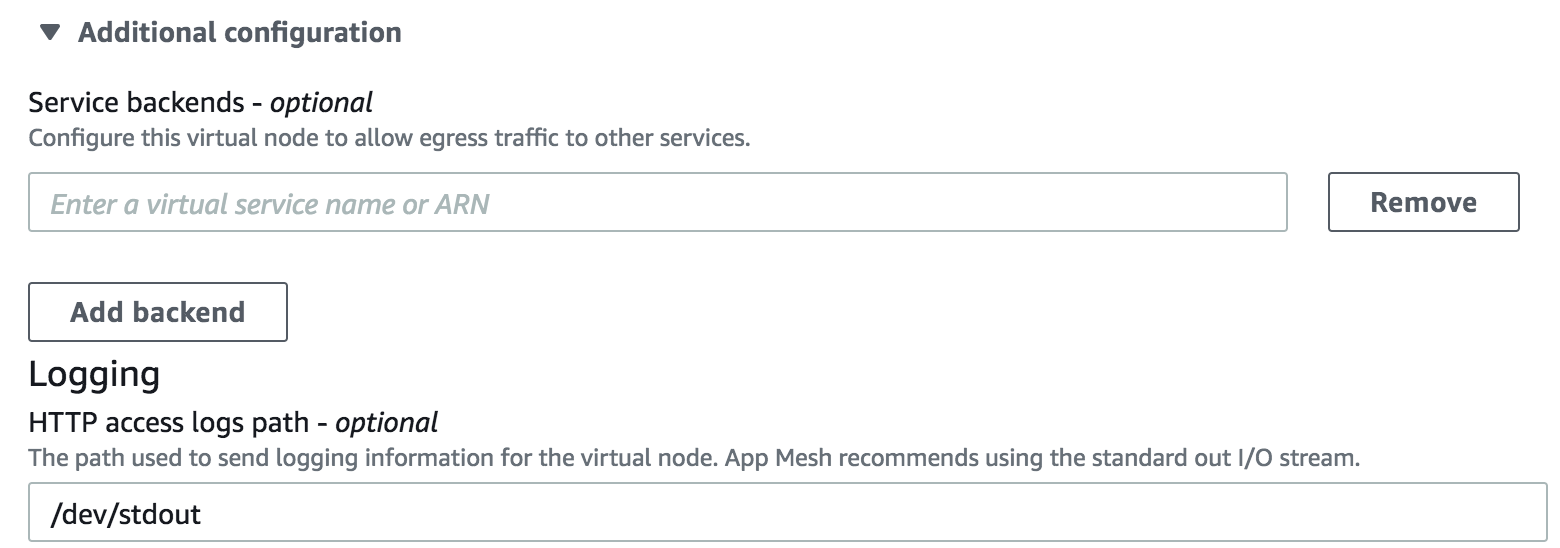 Additional configuration
Service backends - optional
Configure this virtual node to allow egress traffic to other services.
Enter a virtual service name or ARN
Remove
Add backend
Logging
HTTP access logs path - optional
The path used to send logging information for the virtual node. App Mesh recommends using the standard out I/O stream.
/dev/stdout